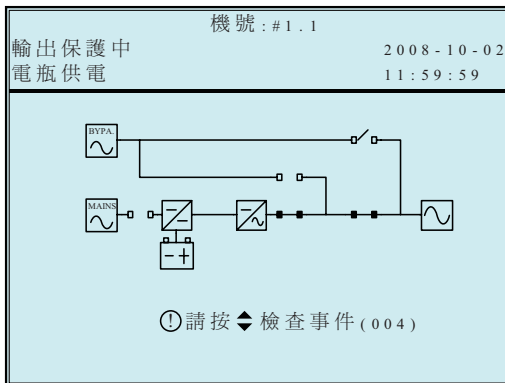 機號:#1.1
輸出保護中 2008-10-02
電瓶供電 11:59:59
BYPA.
MAINS
請按 檢查事件(004)